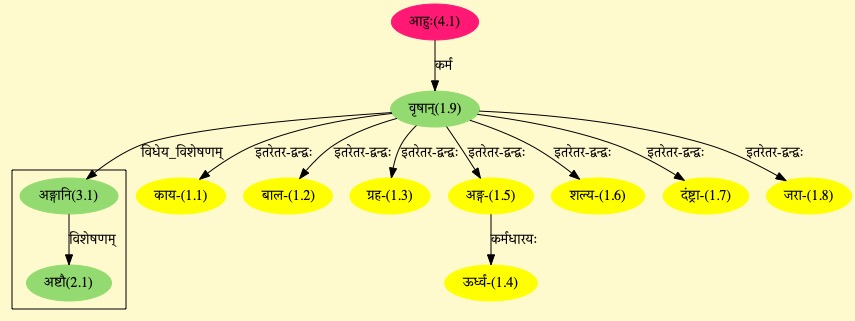 आहुः(4.1)
कर्म
वृषान्(1.9)
विधेय_विशेषणम् इतरेतर-द्वन्द्वः इतरेतर-द्वन्द्वः इतरेतर-द्वन्द्वः इतरेतर-द्वन्द्वः इतरेतर-द्वन्द्वः इतरेतर-द्वन्द्वः इतरेतर-द्वन्द्वः
अङ्गानि(3.1) काय-(1.1) बाल-(1.2) ग्रह-(1.3) अङ्ग-(1.5) शल्य-(1.6) दंष्ट्रा-(1.7) जरा-(1.8)
विशेषणम् कर्मधारयः
अष्टौ(2.1) ऊर्ध्व-(1.4)